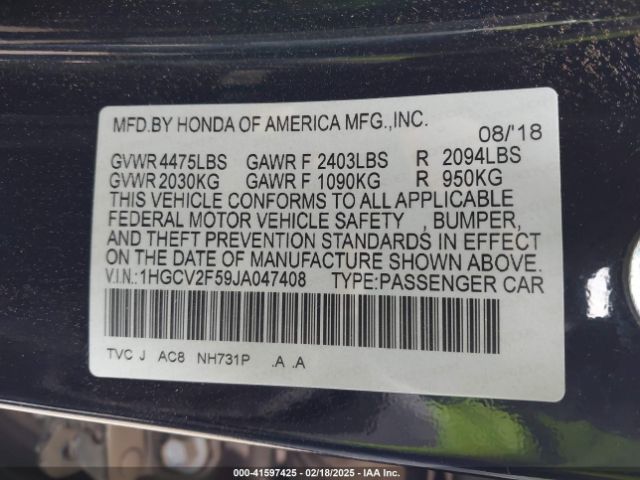 MFD.BY HONDA OF AMERICA MFG.,INC. 08/'18
GVWR 4475LBS GAWR F 2403LBS R 2094LBS
GVWR 2030KG GAWR F 1090KG R 950KG
THIS VEHICLE CONFORMS TO ALL APPLICABLE
FEDERAL MOTOR VEHICLE SAFETY , BUMPER,
AND THEFT PREVENTION STANDARDS IN EFFECT
ON THE DATE OF MANUFACTURE SHOWN ABOVE.
V.I.N.:1HGCV2F59JA047408 TYPE:PASSENGER CAR
TVC J AC8 NH731P .A .A
000-41597425 - 02/18/2025 - IAA Inc.